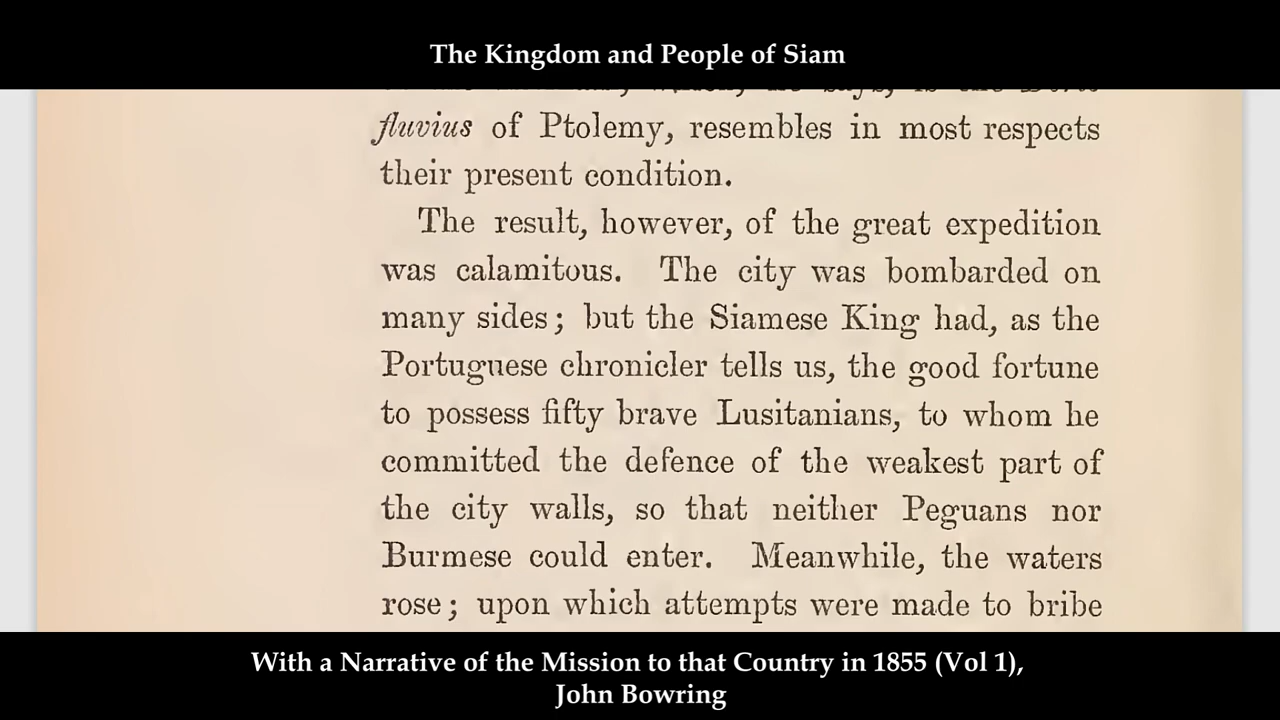 The Kingdom and People of Siam
fluvius of Ptolemy, resembles in most respects
their present condition.
The result, however, of the great expedition
was calamitous. The city was bombarded on
many sides; but the Siamese King had, as the
Portuguese chronicler tells us, the good fortune
to possess fifty brave Lusitanians, to whom he
committed the defence of the weakest part of
the city walls, so that neither Peguans nor
Burmese could enter. Meanwhile, the waters
rose; upon which attempts were made to bribe
With a Narrative of the Mission to that Country in 1855 (Vol 1),
John Bowring